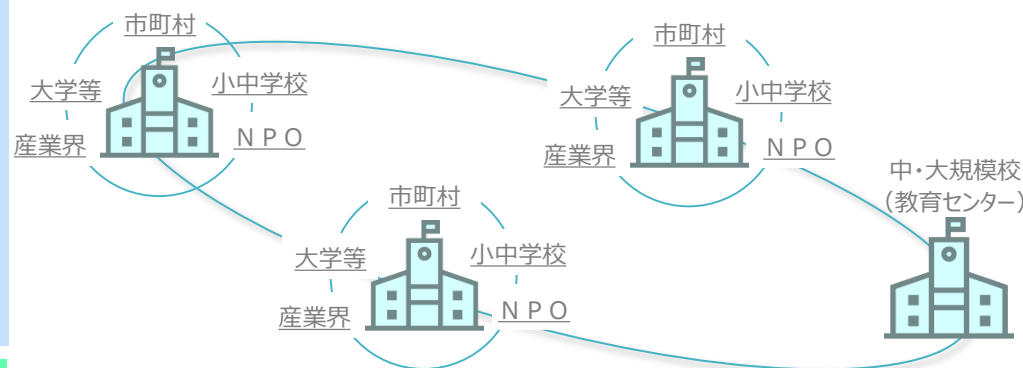 市町村
大学等
小中学校
産業界
ＮＰＯ
市町村
大学等
小中学校
産業界
ＮＰＯ
市町村
大学等
小中学校
産業界
ＮＰＯ
中・大規模校
（教育センター）